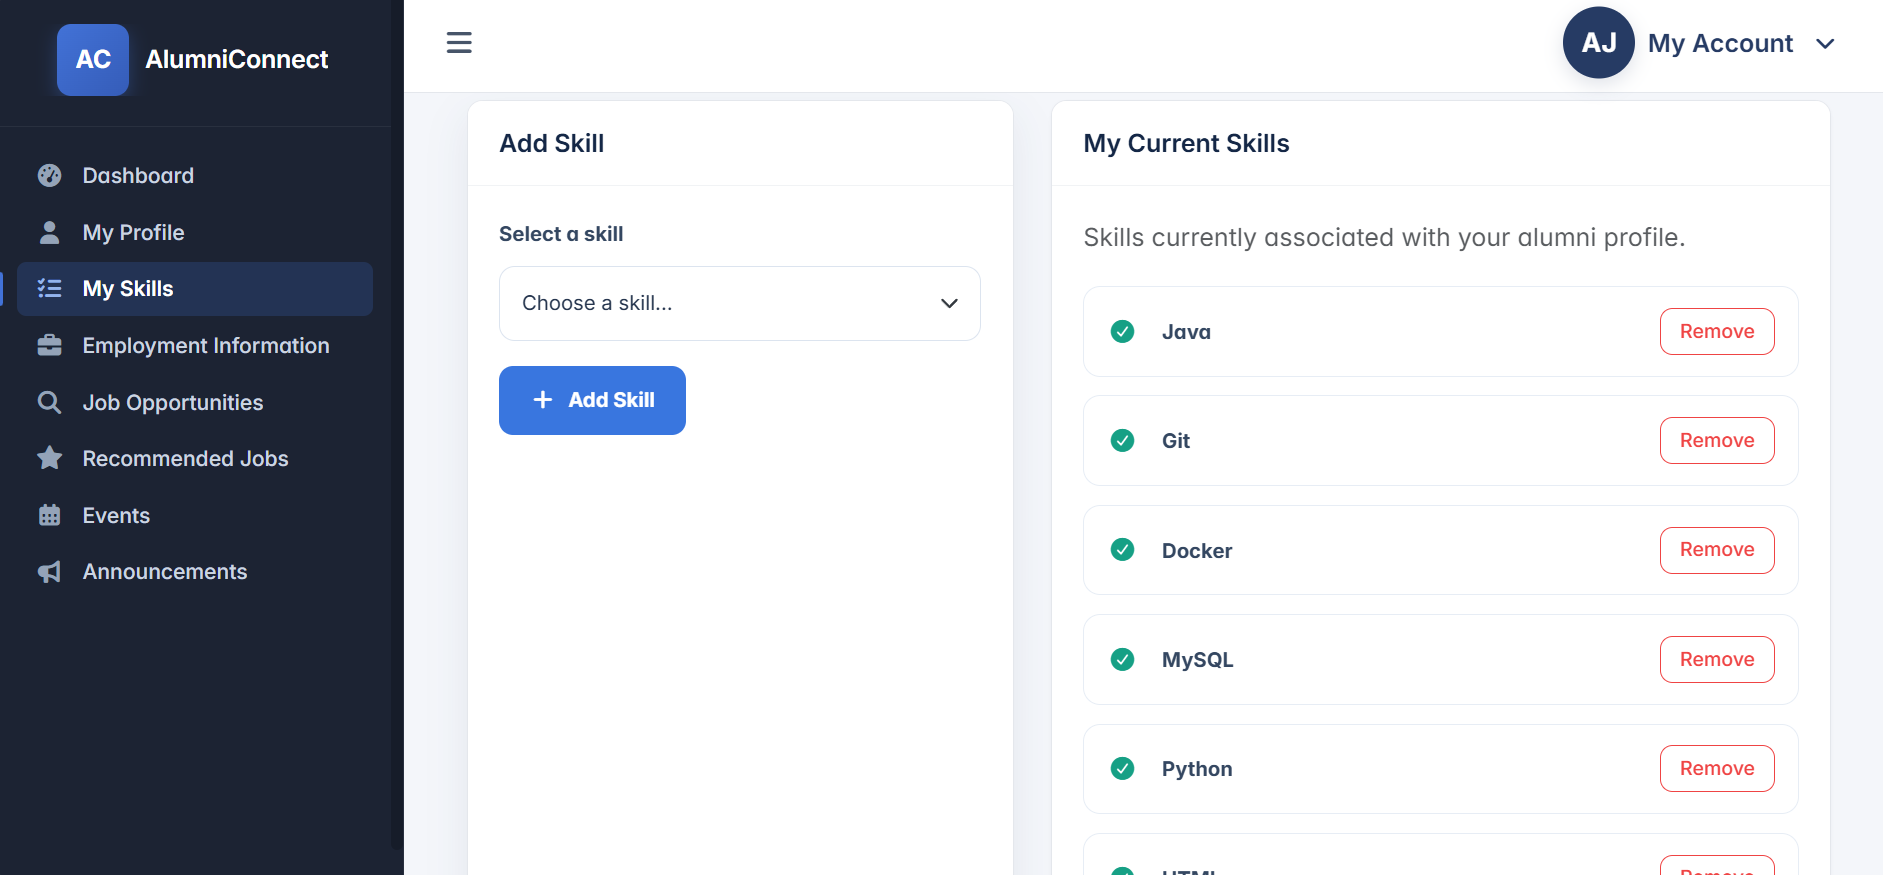 AC
AlumniConnect
Dashboard
My Profile
My Skills
Employment Information
Job Opportunities
Recommended Jobs
Events
Announcements
AJ
My Account
Add Skill
Select a skill
Choose a skill...
Add Skill
My Current Skills
Skills currently associated with your alumni profile.
Java
Remove
Git
Remove
Docker
Remove
MySQL
Remove
Python
Remove
HTML
Remove